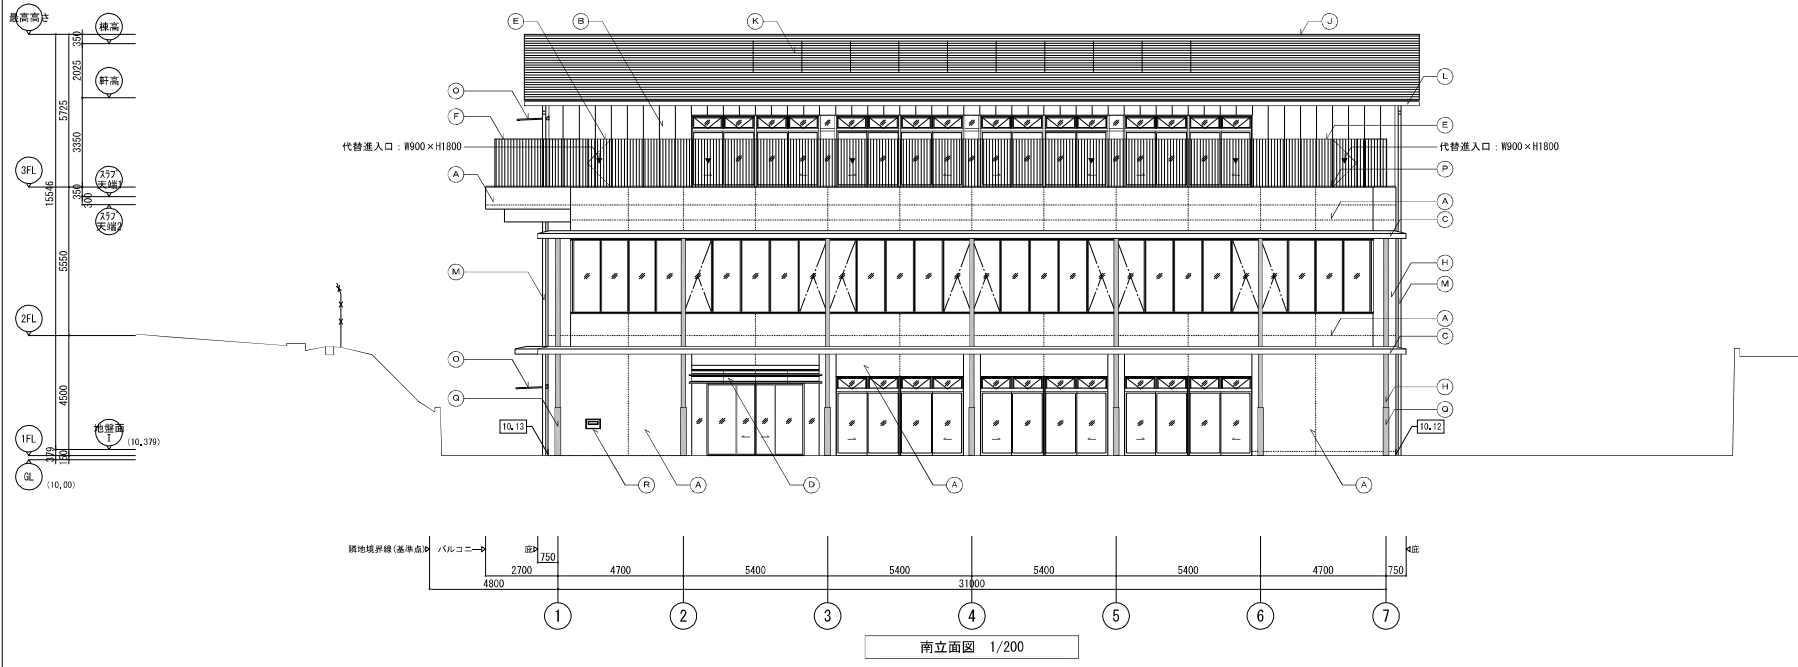 最高高さ
棟高
軒高
3FL
ｽﾗﾌﾞ
天端1
ｽﾗﾌﾞ
天端2
2FL
1FL
地盤面
I
(10,379)
GL
(10,00)
350
2025
5725
3350
15546
350
300
5550
4500
379
150
E
B
K
J
O
L
F
E
代替進入口：W900×H1800
代替進入口：W900×H1800
A
P
A
C
M
H
M
A
C
O
H
Q
Q
10.13
10.12
R
A
D
A
A
隣地境界線(基準点)
バルコニー
庇
庇
750
2700
4700
5400
5400
5400
5400
4700
750
4800
31000
1
2
3
4
5
6
7
南立面図　1/200